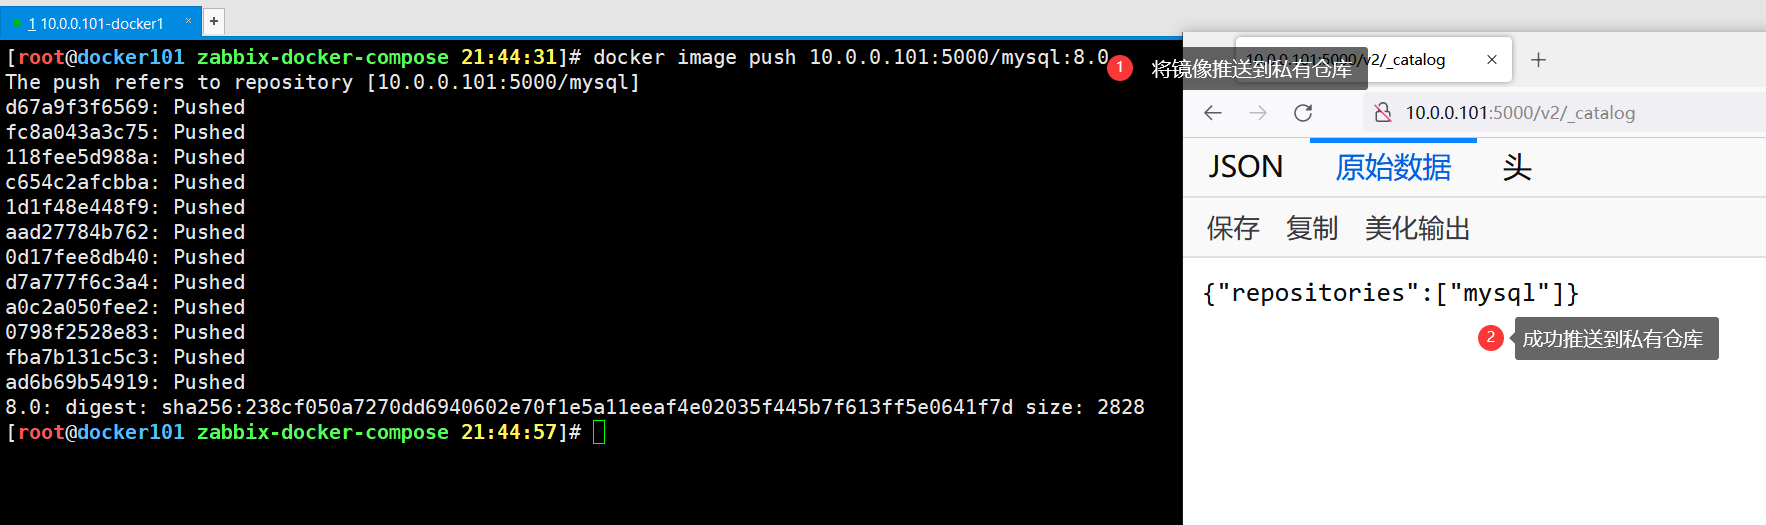 1 10.0.0.101-docker1 × +
[root@docker101 zabbix-docker-compose 21:44:31]# docker image push 10.0.0.101:5000/mysql:8.0
The push refers to repository [10.0.0.101:5000/mysql]
d67a9f3f6569: Pushed
fc8a043a3c75: Pushed
118fee5d988a: Pushed
c654c2afcbba: Pushed
1d1f48e448f9: Pushed
aad27784b762: Pushed
0d17fee8db40: Pushed
d7a777f6c3a4: Pushed
a0c2a050fee2: Pushed
0798f2528e83: Pushed
fba7b131c5c3: Pushed
ad6b69b54919: Pushed
8.0: digest: sha256:238cf050a7270dd6940602e70f1e5a11eeaf4e02035f445b7f613ff5e0641f7d size: 2828
[root@docker101 zabbix-docker-compose 21:44:57]#
1 将镜像推送到私有仓库
10.0.0.101:5000/v2/_catalog
10.0.0.101:5000/v2/_catalog
JSON 原始数据 头
保存 复制 美化输出
{"repositories":["mysql"]}
2 成功推送到私有仓库